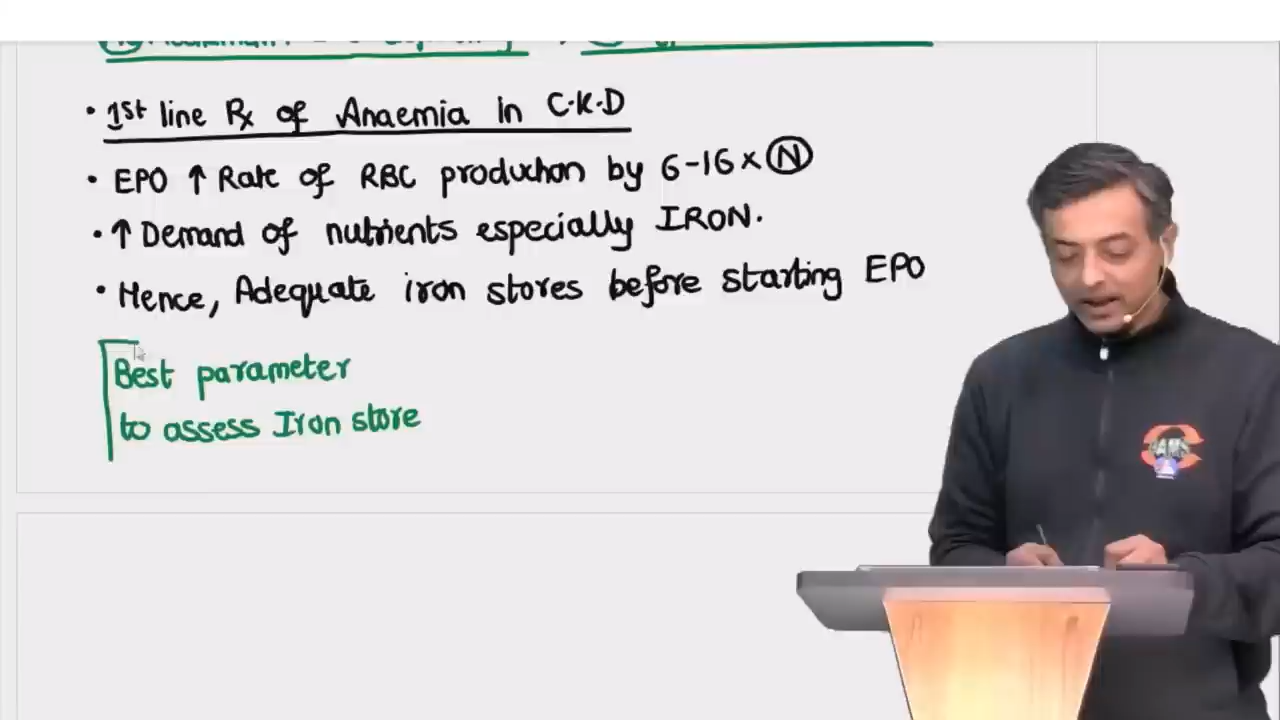 • 1st line Rx of Anaemia in C.K.D
• EPO ↑ Rate of RBC production by 6-16 x N
• ↑ Demand of nutrients especially IRON.
• Hence, Adequate iron stores before starting EPO
Best parameter
to assess Iron store